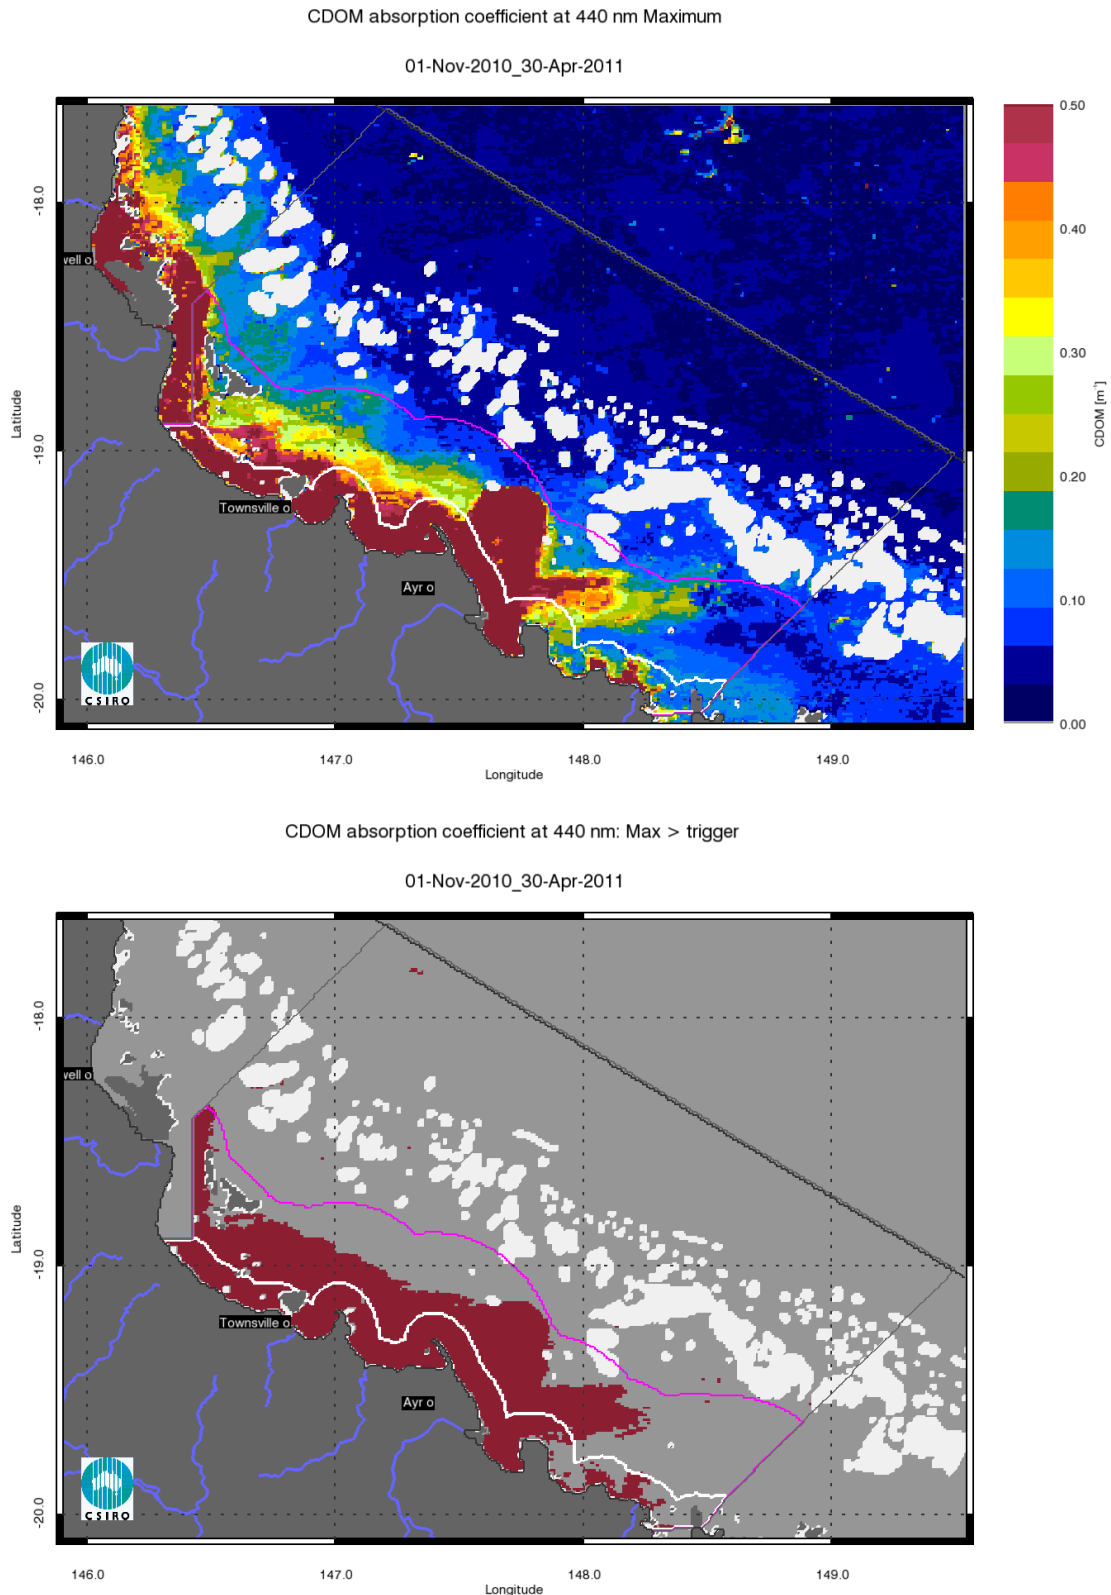 CDOM absorption coefficient at 440 nm Maximum
01-Nov-2010_30-Apr-2011
0.50
0.40
0.30
0.20
0.10
0.00
CDOM [m⁻¹]
-18.0
-19.0
-20.0
Latitude
well o
Townsville o
Ayr o
CSIRO
146.0 147.0 148.0 149.0
Longitude
CDOM absorption coefficient at 440 nm: Max > trigger
01-Nov-2010_30-Apr-2011
-18.0
-19.0
-20.0
Latitude
well o
Townsville o
Ayr o
CSIRO
146.0 147.0 148.0 149.0
Longitude